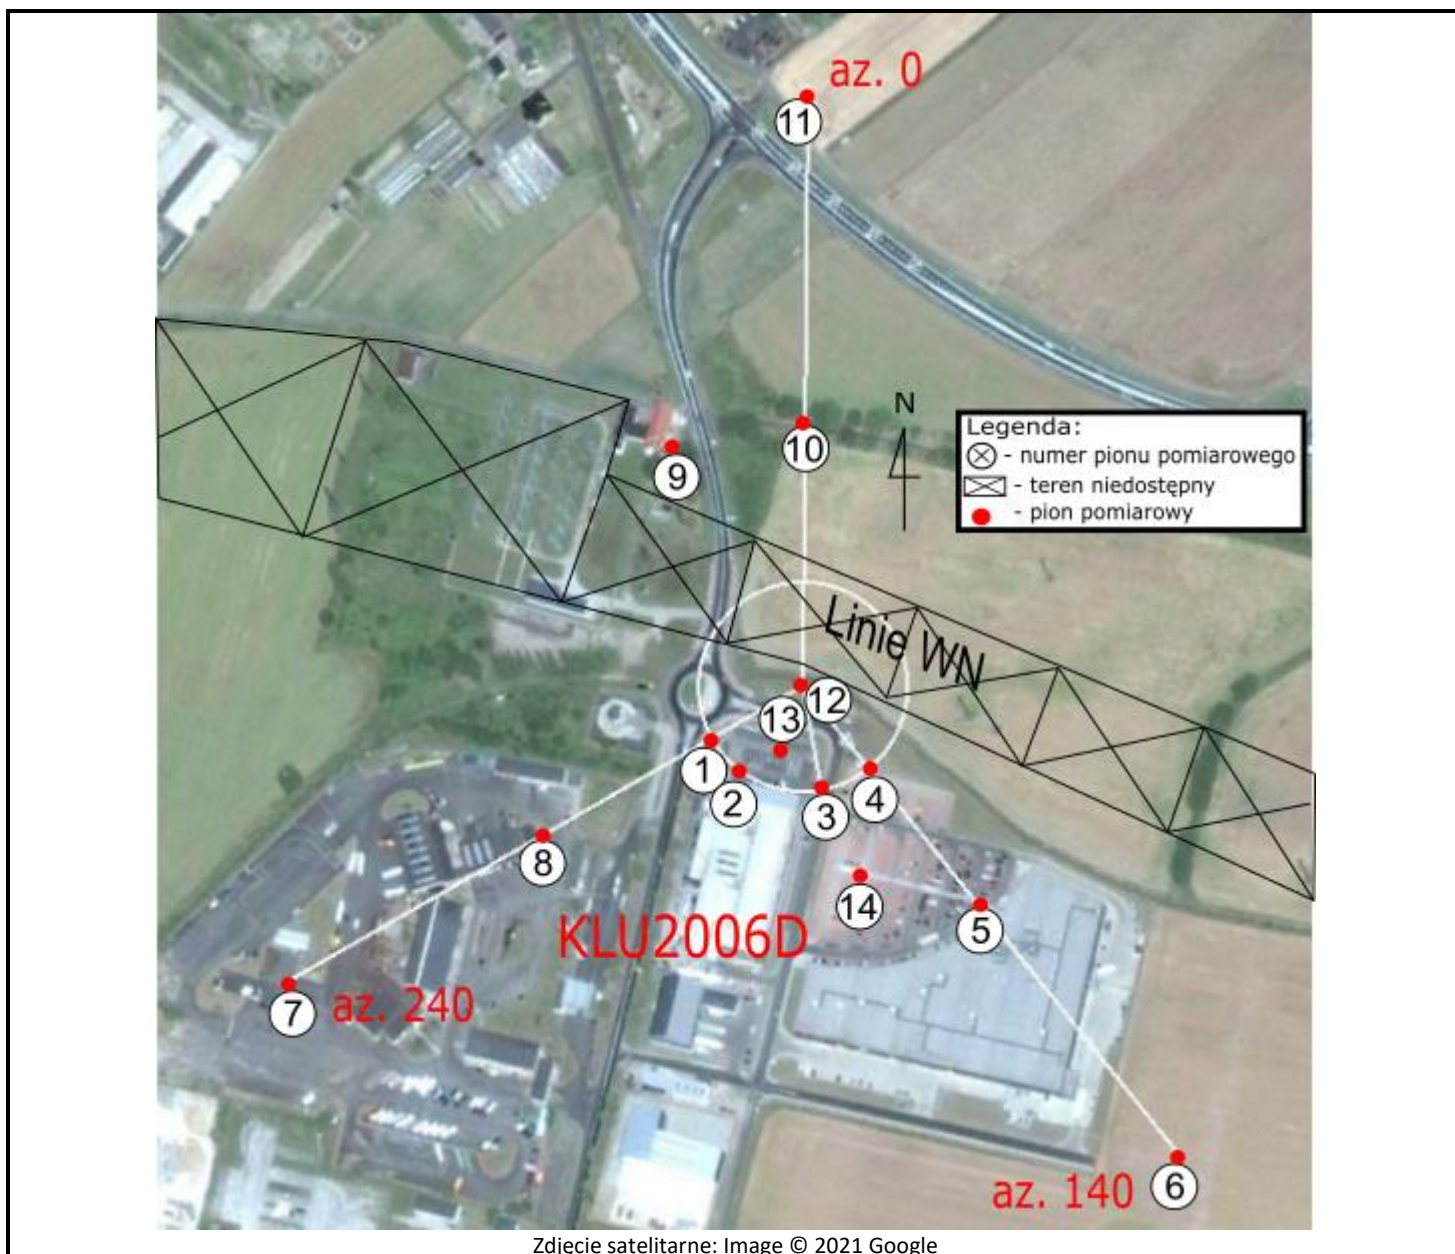 az. 0
11
N
Legenda:
- numer pionu pomiarowego
- teren niedostępny
- pion pomiarowy
10
9
Linie WN
12
13
1
2
3
4
8
14
5
KLU2006D
7
az. 240
az. 140
6
Zdjęcie satelitarne: Image © 2021 Google